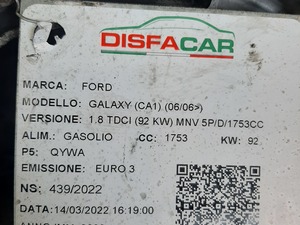 DISFACAR
MARCA: FORD
MODELLO: GALAXY (CA1) (06/06>)
VERSIONE: 1.8 TDCI (92 KW) MNV 5P/D/1753CC
ALIM.: GASOLIO CC: 1753 KW: 92
P5: QYWA
EMISSIONE: EURO 3
NS: 439/2022
DATA: 14/03/2022 16:19:00